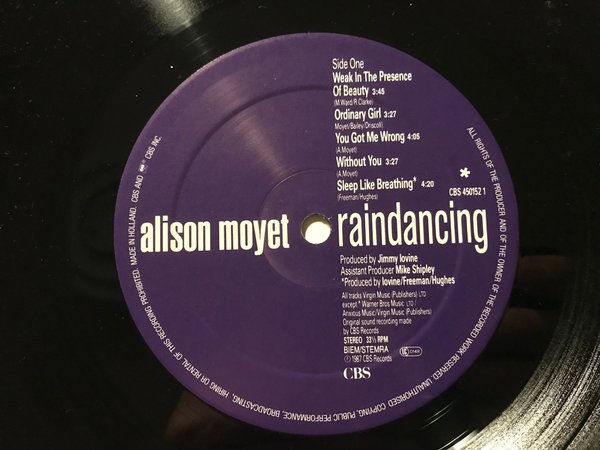 Side One
Weak In The Presence
Of Beauty 3:45
(M.Ward/R.Clarke)
Ordinary Girl 3:27
Moyet/Bailey/Driscoll)
You Got Me Wrong 4:05
(A.Moyet)
Without You 3:27
(A.Moyet)
Sleep Like Breathing* 4:20
(Freeman/Hughes)
*
CBS 450152 1
alison moyet
raindancing
Produced by Jimmy Iovine
Assistant Producer Mike Shipley
*Produced by Iovine/Freeman/Hughes
All tracks Virgin Music (Publishers) LTD
except * Warner Bros Music LTD./
Anxious Music/Virgin Music (Publishers)
Original sound recording made
by CBS Records
STEREO 33⅓ RPM
BIEM/STEMRA
℗ 1987 CBS Records
CBS
ALL RIGHTS OF THE PRODUCER AND OF THE OWNER OF THE RECORDED WORK RESERVED. UNAUTHORISED COPYING, PUBLIC PERFORMANCE, BROADCASTING, HIRING OR RENTAL OF THIS RECORDING PROHIBITED. MADE IN HOLLAND. CBS AND CBS INC.